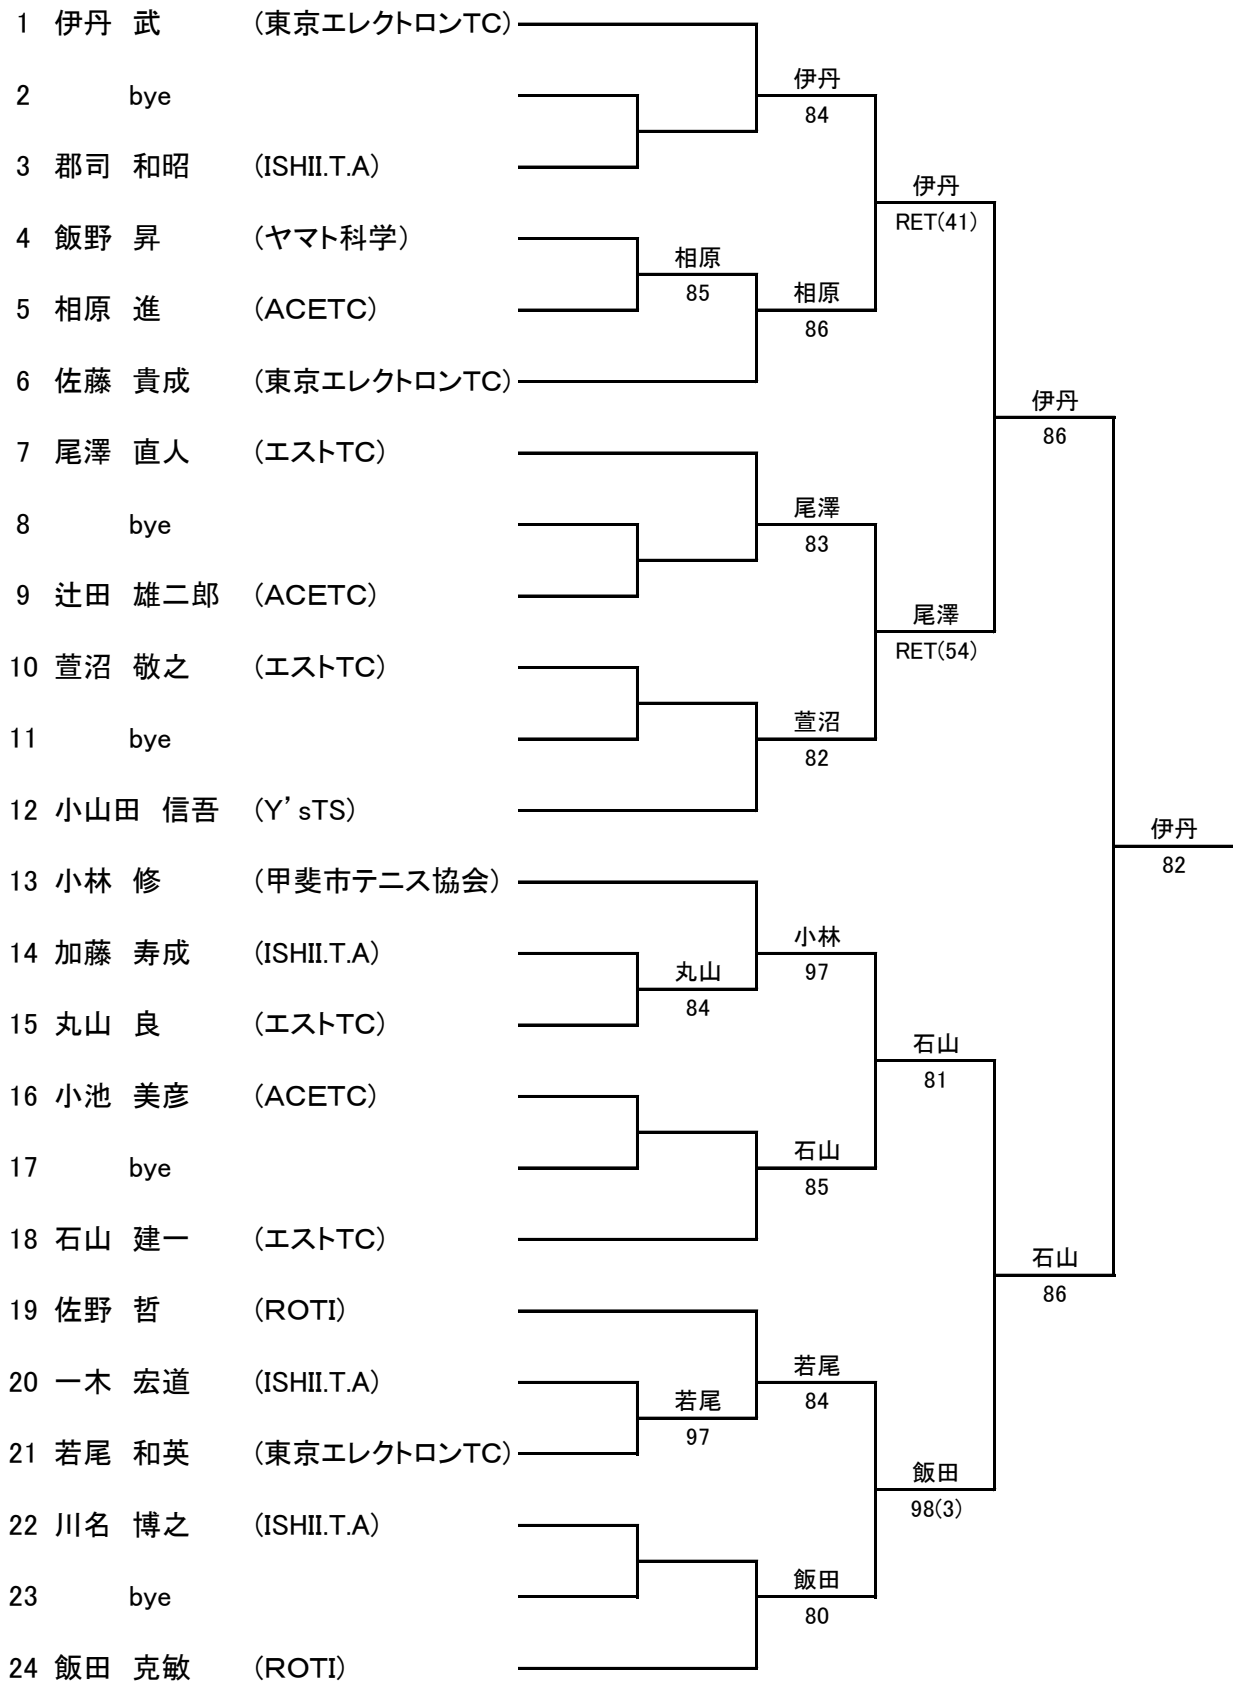 1 伊丹 武 (東京エレクトロンTC)
伊丹
2 bye
84
3 郡司 和昭 (ISHII.T.A)
伊丹
RET(41)
4 飯野 昇 (ヤマト科学)
相原
85
相原
5 相原 進 (ACETC)
86
6 佐藤 貴成 (東京エレクトロンTC)
伊丹
86
7 尾澤 直人 (エストTC)
尾澤
8 bye
83
9 辻田 雄二郎 (ACETC)
尾澤
RET(54)
10 萱沼 敬之 (エストTC)
萱沼
11 bye
82
12 小山田 信吾 (Y'sTS)
伊丹
82
13 小林 修 (甲斐市テニス協会)
小林
14 加藤 寿成 (ISHII.T.A)
97
丸山
84
15 丸山 良 (エストTC)
石山
81
16 小池 美彦 (ACETC)
石山
17 bye
85
18 石山 建一 (エストTC)
石山
86
19 佐野 哲 (ROTI)
若尾
20 一木 宏道 (ISHII.T.A)
84
若尾
97
21 若尾 和英 (東京エレクトロンTC)
飯田
98(3)
22 川名 博之 (ISHII.T.A)
飯田
23 bye
80
24 飯田 克敏 (ROTI)